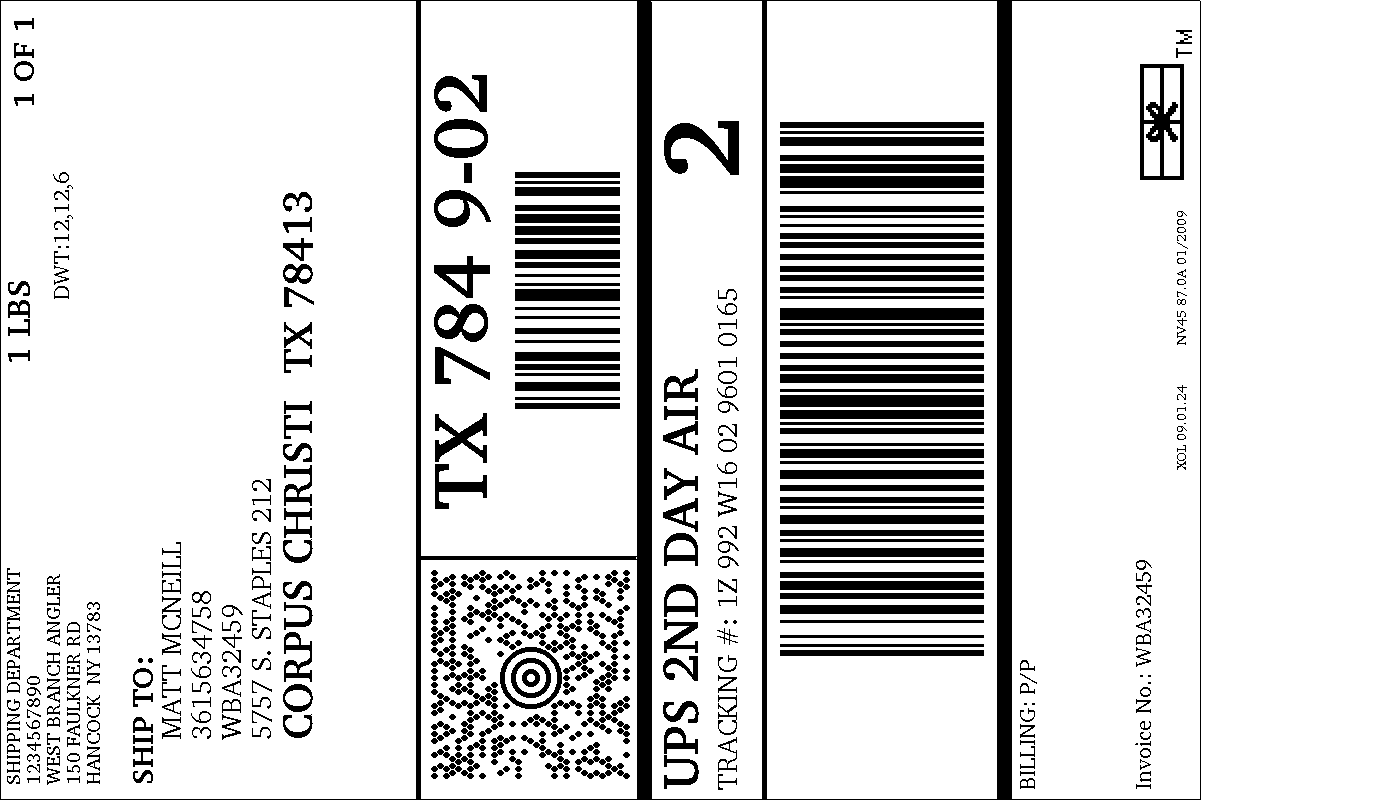 SHIPPING DEPARTMENT
1234567890
WEST BRANCH ANGLER
150 FAULKNER RD
HANCOCK NY 13783
1 LBS
1 OF 1
DWT:12,12,6
SHIP TO:
MATT MCNEILL
3615634758
WBA32459
5757 S. STAPLES 212
CORPUS CHRISTI TX 78413
TX 784 9-02
UPS 2ND DAY AIR
2
TRACKING #: 1Z 992 W16 02 9601 0165
BILLING: P/P
Invoice No.: WBA32459
XOL 09.01.24
NV45 87.0A 01/2009
TM